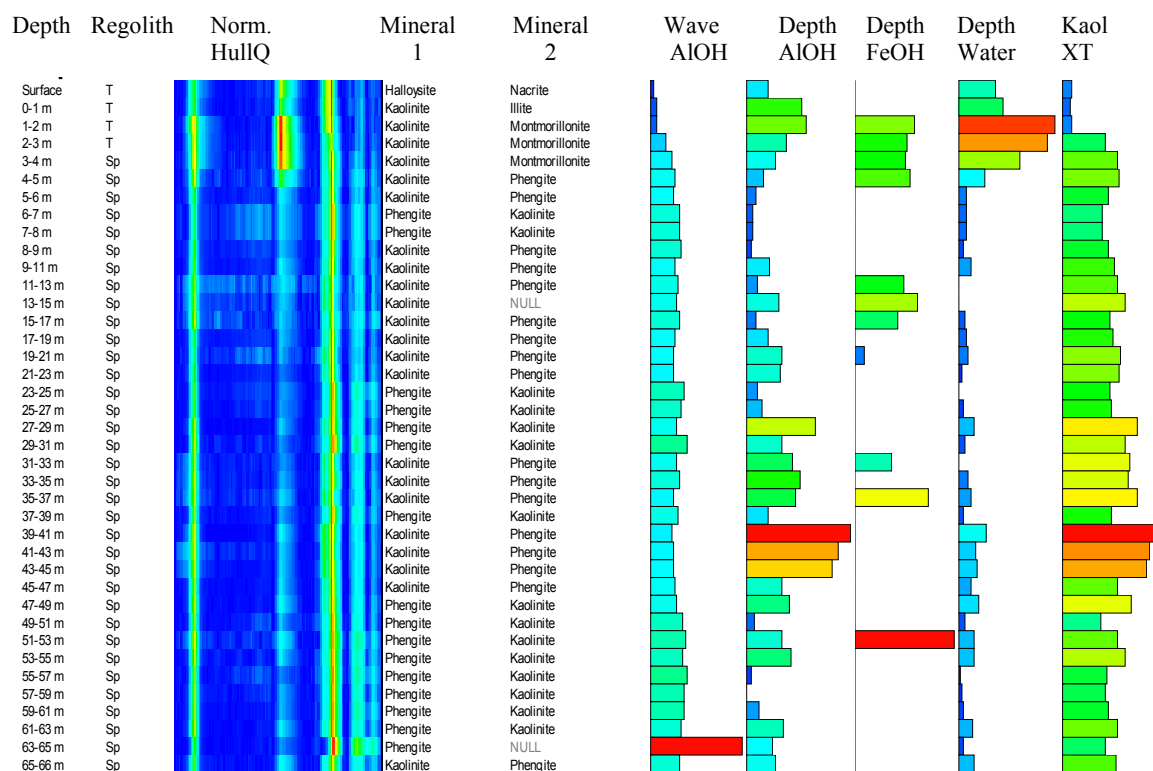 Depth Regolith Norm. HullQ Mineral 1 Mineral 2 Wave AlOH Depth AlOH Depth FeOH Depth Water Kaol XT
Surface T Halloysite Nacrite
0-1 m T Kaolinite Illite
1-2 m T Kaolinite Montmorillonite
2-3 m T Kaolinite Montmorillonite
3-4 m Sp Kaolinite Montmorillonite
4-5 m Sp Kaolinite Phengite
5-6 m Sp Kaolinite Phengite
6-7 m Sp Phengite Kaolinite
7-8 m Sp Phengite Kaolinite
8-9 m Sp Kaolinite Phengite
9-11 m Sp Kaolinite Phengite
11-13 m Sp Kaolinite Phengite
13-15 m Sp Kaolinite NULL
15-17 m Sp Kaolinite Phengite
17-19 m Sp Kaolinite Phengite
19-21 m Sp Kaolinite Phengite
21-23 m Sp Kaolinite Phengite
23-25 m Sp Phengite Kaolinite
25-27 m Sp Phengite Kaolinite
27-29 m Sp Phengite Kaolinite
29-31 m Sp Phengite Kaolinite
31-33 m Sp Kaolinite Phengite
33-35 m Sp Kaolinite Phengite
35-37 m Sp Kaolinite Phengite
37-39 m Sp Phengite Kaolinite
39-41 m Sp Kaolinite Phengite
41-43 m Sp Kaolinite Phengite
43-45 m Sp Kaolinite Phengite
45-47 m Sp Kaolinite Phengite
47-49 m Sp Phengite Kaolinite
49-51 m Sp Phengite Kaolinite
51-53 m Sp Phengite Kaolinite
53-55 m Sp Phengite Kaolinite
55-57 m Sp Phengite Kaolinite
57-59 m Sp Phengite Kaolinite
59-61 m Sp Phengite Kaolinite
61-63 m Sp Phengite Kaolinite
63-65 m Sp Phengite NULL
65-66 m Sp Kaolinite Phengite